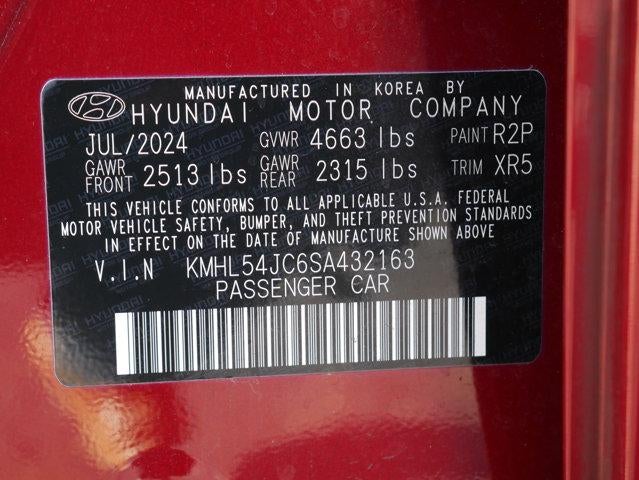 MANUFACTURED IN KOREA BY
HYUNDAI MOTOR COMPANY
JUL/2024 GVWR 4663 lbs PAINT R2P
GAWR FRONT 2513 lbs GAWR REAR 2315 lbs TRIM XR5
THIS VEHICLE CONFORMS TO ALL APPLICABLE U.S.A. FEDERAL
MOTOR VEHICLE SAFETY, BUMPER, AND THEFT PREVENTION STANDARDS
IN EFFECT ON THE DATE OF MANUFACTURE SHOWN ABOVE
V.I.N KMHL54JC6SA432163
PASSENGER CAR